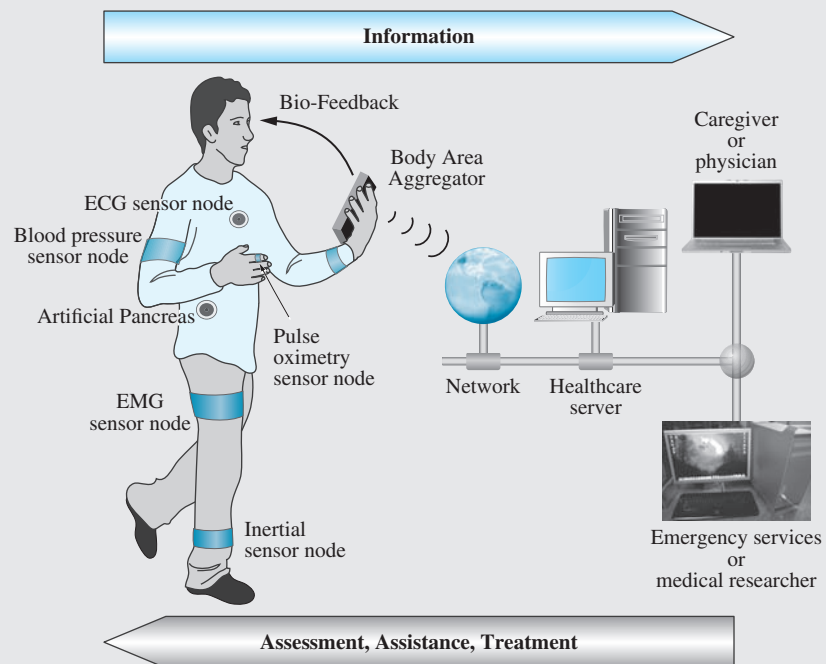 Information
Bio-Feedback
Body Area
Aggregator
Caregiver
or
physician
ECG sensor node
Blood pressure
sensor node
Artificial Pancreas
Pulse
oximetry
sensor node
EMG
sensor node
Network
Healthcare
server
Inertial
sensor node
Emergency services
or
medical researcher
Assessment, Assistance, Treatment